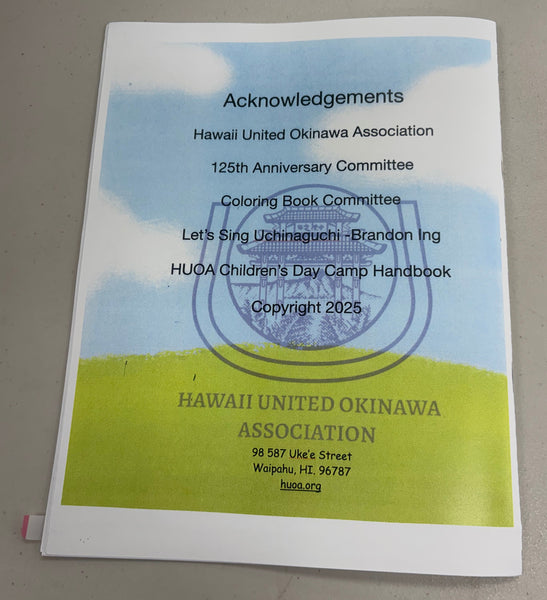 Acknowledgements
Hawaii United Okinawa Association
125th Anniversary Committee
Coloring Book Committee
Let's Sing Uchinaguchi -Brandon Ing
HUOA Children's Day Camp Handbook
Copyright 2025
HAWAII UNITED OKINAWA
ASSOCIATION
98 587 Uke'e Street
Waipahu, HI. 96787
huoa.org